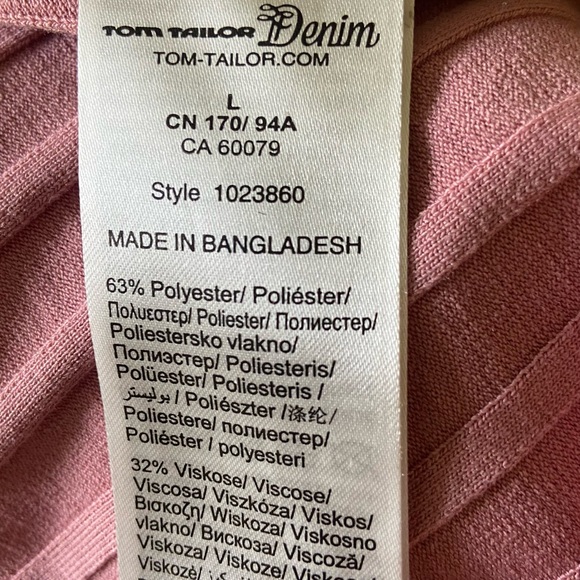 TOM TAILOR Denim
TOM-TAILOR.COM
L
CN 170/ 94A
CA 60079
Style 1023860
MADE IN BANGLADESH
63% Polyester/ Poliéster/
Πολυεστερ/ Poliester/ Полиестер/
Poliestersko vlakno/
Полиэстер/ Poliesteris/
Polüester/ Poliesteris /
بوليستر / Poliészter /涤纶/
Poliestere/ полиестер/
Poliéster / polyesteri
32% Viskose/ Viscose/
Viscosa/ Viszkóza/ Viskos/
Βισκοζη/ Wiskoza/ Viskosno
vlakno/ Вискоза/ Viscoză/
Viskoza/ Viskoze/
Viskozė/